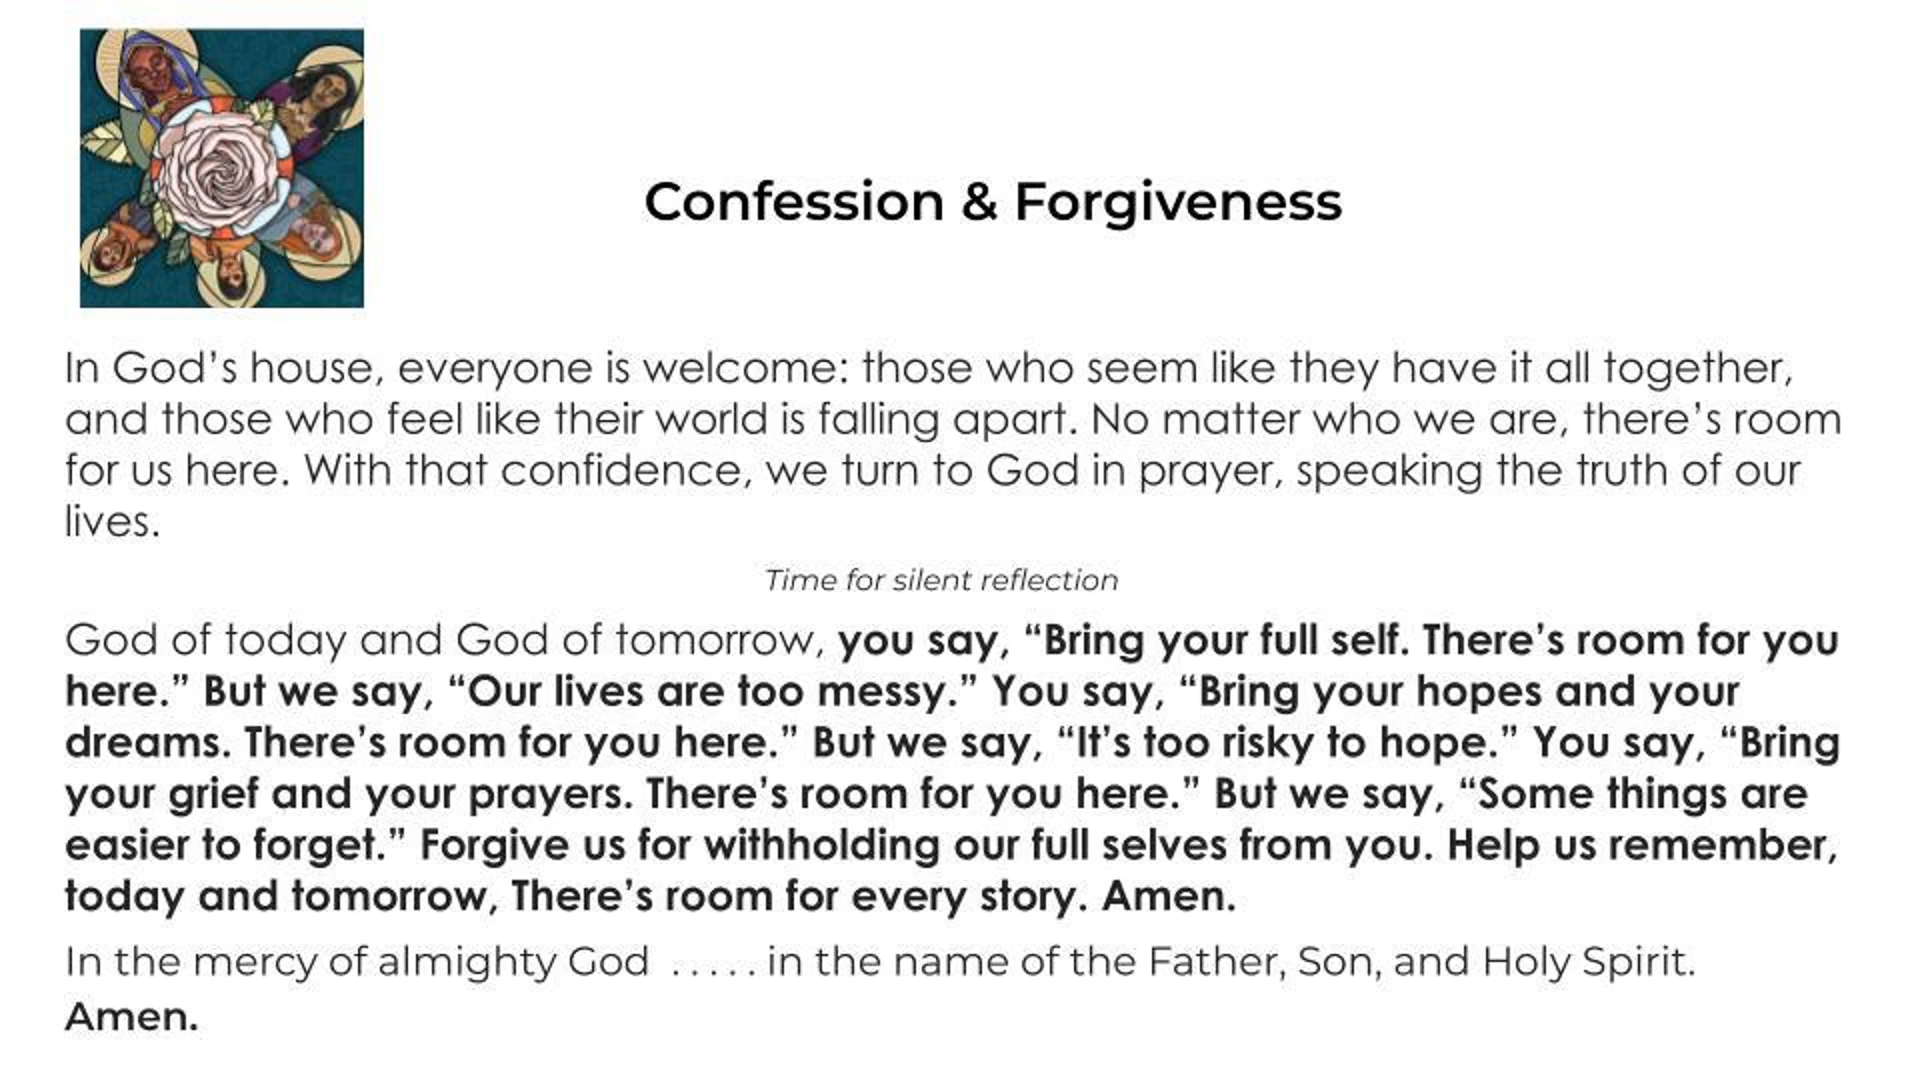 Confession & Forgiveness
In God’s house, everyone is welcome: those who seem like they have it all together,
and those who feel like their world is falling apart. No matter who we are, there’s room
for us here. With that confidence, we turn to God in prayer, speaking the truth of our
lives.
Time for silent reflection
God of today and God of tomorrow, you say, “Bring your full self. There’s room for you
here.” But we say, “Our lives are too messy.” You say, “Bring your hopes and your
dreams. There’s room for you here.” But we say, “It’s too risky to hope.” You say, “Bring
your grief and your prayers. There’s room for you here.” But we say, “Some things are
easier to forget.” Forgive us for withholding our full selves from you. Help us remember,
today and tomorrow, There’s room for every story. Amen.
In the mercy of almighty God . . . . . in the name of the Father, Son, and Holy Spirit.
Amen.